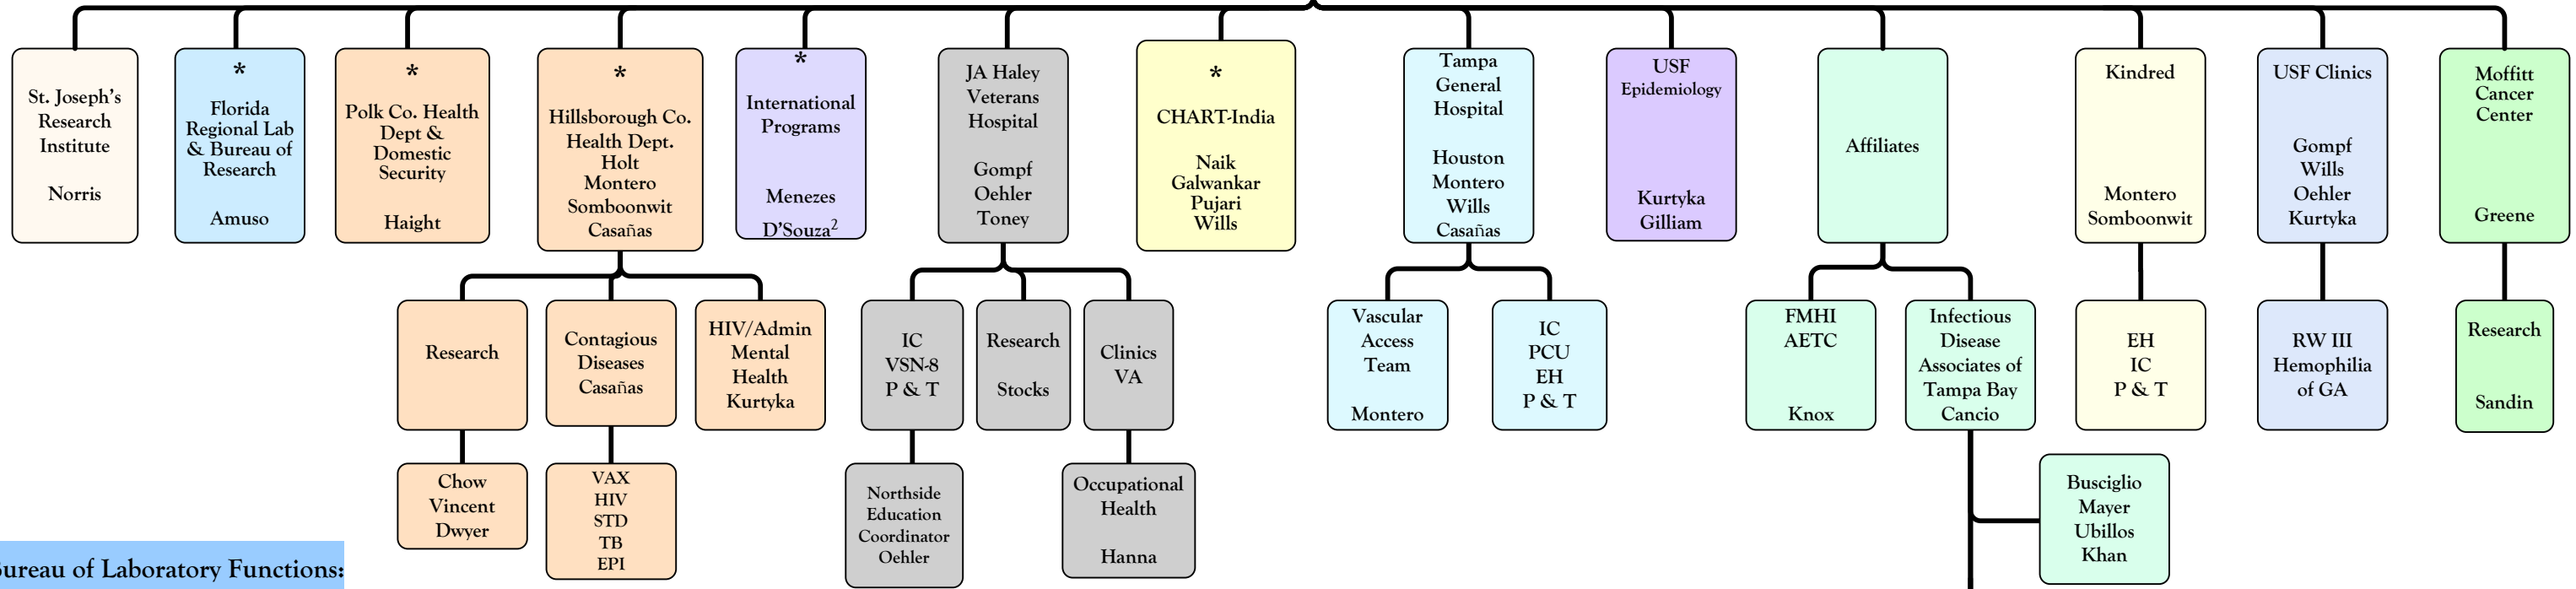 St. Joseph's
Research
Institute
Norris
*
Florida
Regional Lab
& Bureau of
Research
Amuso
*
Polk Co. Health
Dept &
Domestic
Security
Haight
*
Hillsborough Co.
Health Dept.
Holt
Montero
Somboonwit
Casañas
*
International
Programs
Menezes
D'Souza²
JA Haley
Veterans
Hospital
Gompf
Oehler
Toney
*
CHART-India
Naik
Galwankar
Pujari
Wills
Tampa
General
Hospital
Houston
Montero
Wills
Casañas
USF
Epidemiology
Kurtyka
Gilliam
Affiliates
Kindred
Montero
Somboonwit
USF Clinics
Gompf
Wills
Oehler
Kurtyka
Moffitt
Cancer
Center
Greene
Research
Contagious
Diseases
Casañas
HIV/Admin
Mental
Health
Kurtyka
IC
VSN-8
P & T
Research
Stocks
Clinics
VA
Vascular
Access
Team
Montero
IC
PCU
EH
P & T
FMHI
AETC
Knox
Infectious
Disease
Associates of
Tampa Bay
Cancio
EH
IC
P & T
RW III
Hemophilia
of GA
Research
Sandin
Chow
Vincent
Dwyer
VAX
HIV
STD
TB
EPI
Northside
Education
Coordinator
Oehler
Occupational
Health
Hanna
Busciglio
Mayer
Ubillos
Khan
Bureau of Laboratory Functions: